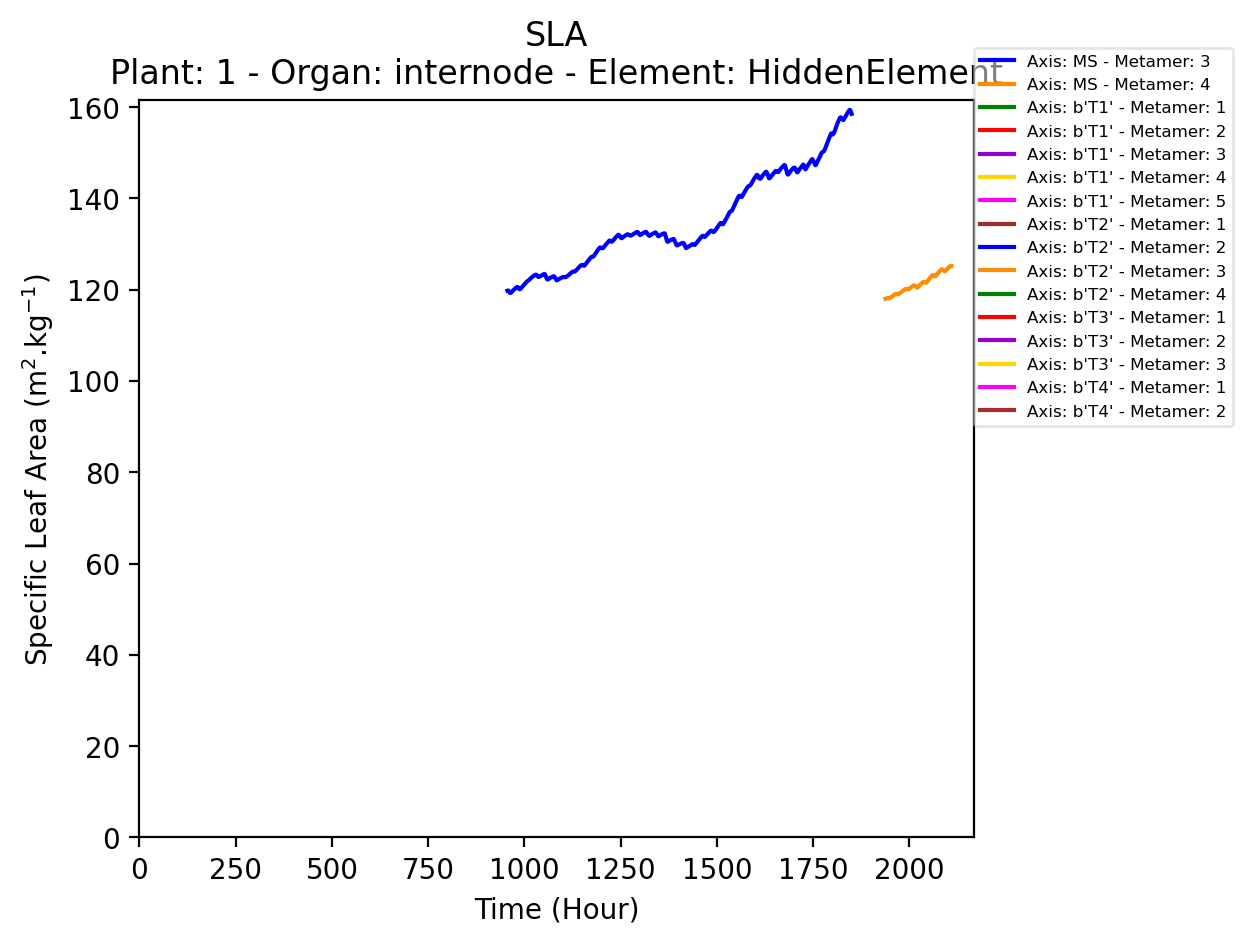 SLA
Plant: 1 - Organ: internode - Element: HiddenElement
Axis: MS - Metamer: 3
Axis: MS - Metamer: 4
Axis: b'T1' - Metamer: 1
Axis: b'T1' - Metamer: 2
Axis: b'T1' - Metamer: 3
Axis: b'T1' - Metamer: 4
Axis: b'T1' - Metamer: 5
Axis: b'T2' - Metamer: 1
Axis: b'T2' - Metamer: 2
Axis: b'T2' - Metamer: 3
Axis: b'T2' - Metamer: 4
Axis: b'T3' - Metamer: 1
Axis: b'T3' - Metamer: 2
Axis: b'T3' - Metamer: 3
Axis: b'T4' - Metamer: 1
Axis: b'T4' - Metamer: 2
Specific Leaf Area (m².kg⁻¹)
160
140
120
100
80
60
40
20
0
0 250 500 750 1000 1250 1500 1750 2000
Time (Hour)